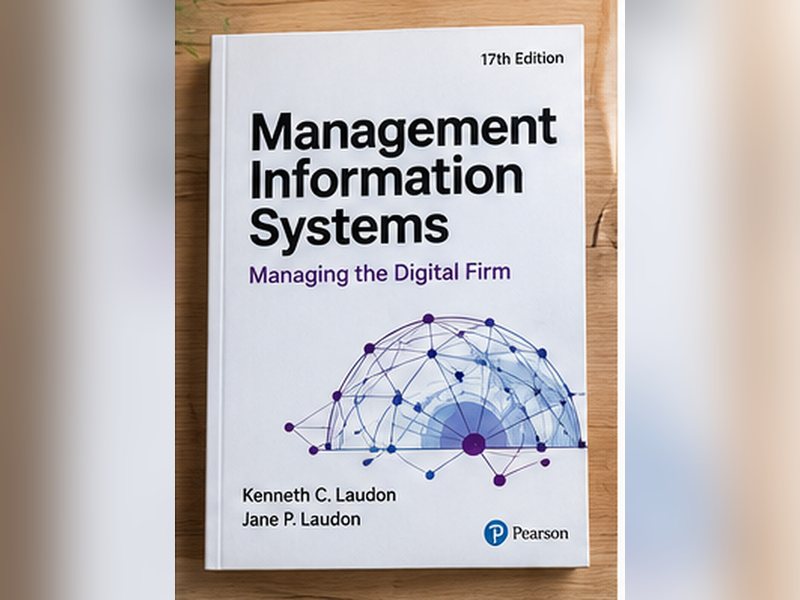 17th Edition
Management
Information
Systems
Managing the Digital Firm
Kenneth C. Laudon
Jane P. Laudon
P Pearson